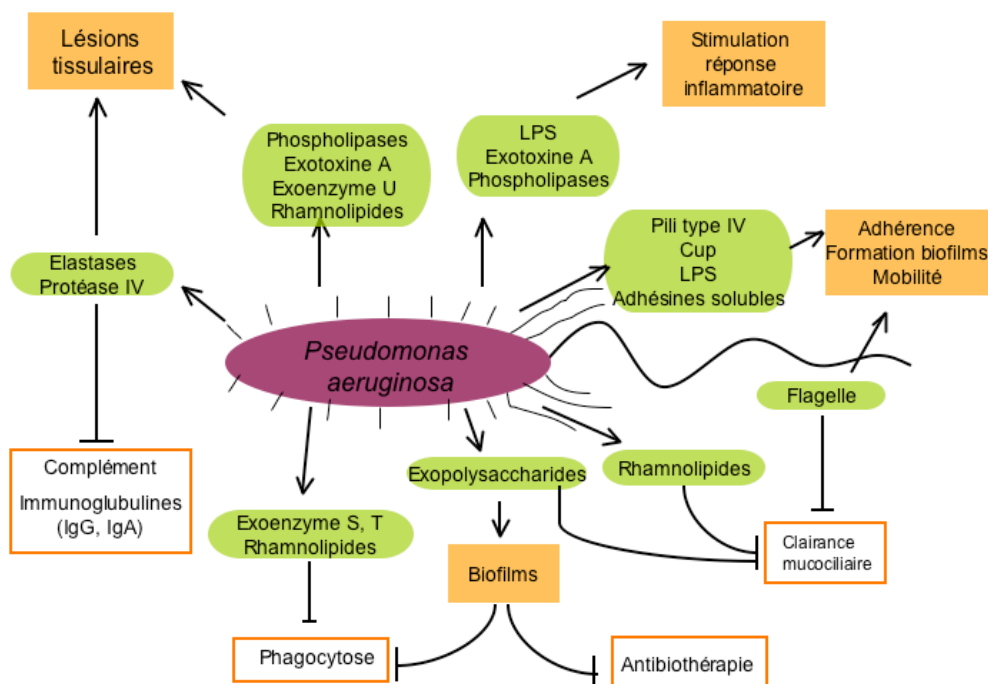 Lésions
tissulaires
Stimulation
réponse
inflammatoire
Phospholipases
Exotoxine A
Exoenzyme U
Rhamnolipides
LPS
Exotoxine A
Phospholipases
Pili type IV
Cup
LPS
Adhésines solubles
Adhérence
Formation biofilms
Mobilité
Elastases
Protéase IV
Pseudomonas
aeruginosa
Flagelle
Complément
Immunoglubulines
(IgG, IgA)
Exopolysaccharides
Rhamnolipides
Exoenzyme S, T
Rhamnolipides
Clairance
mucociliaire
Biofilms
Phagocytose
Antibiothérapie